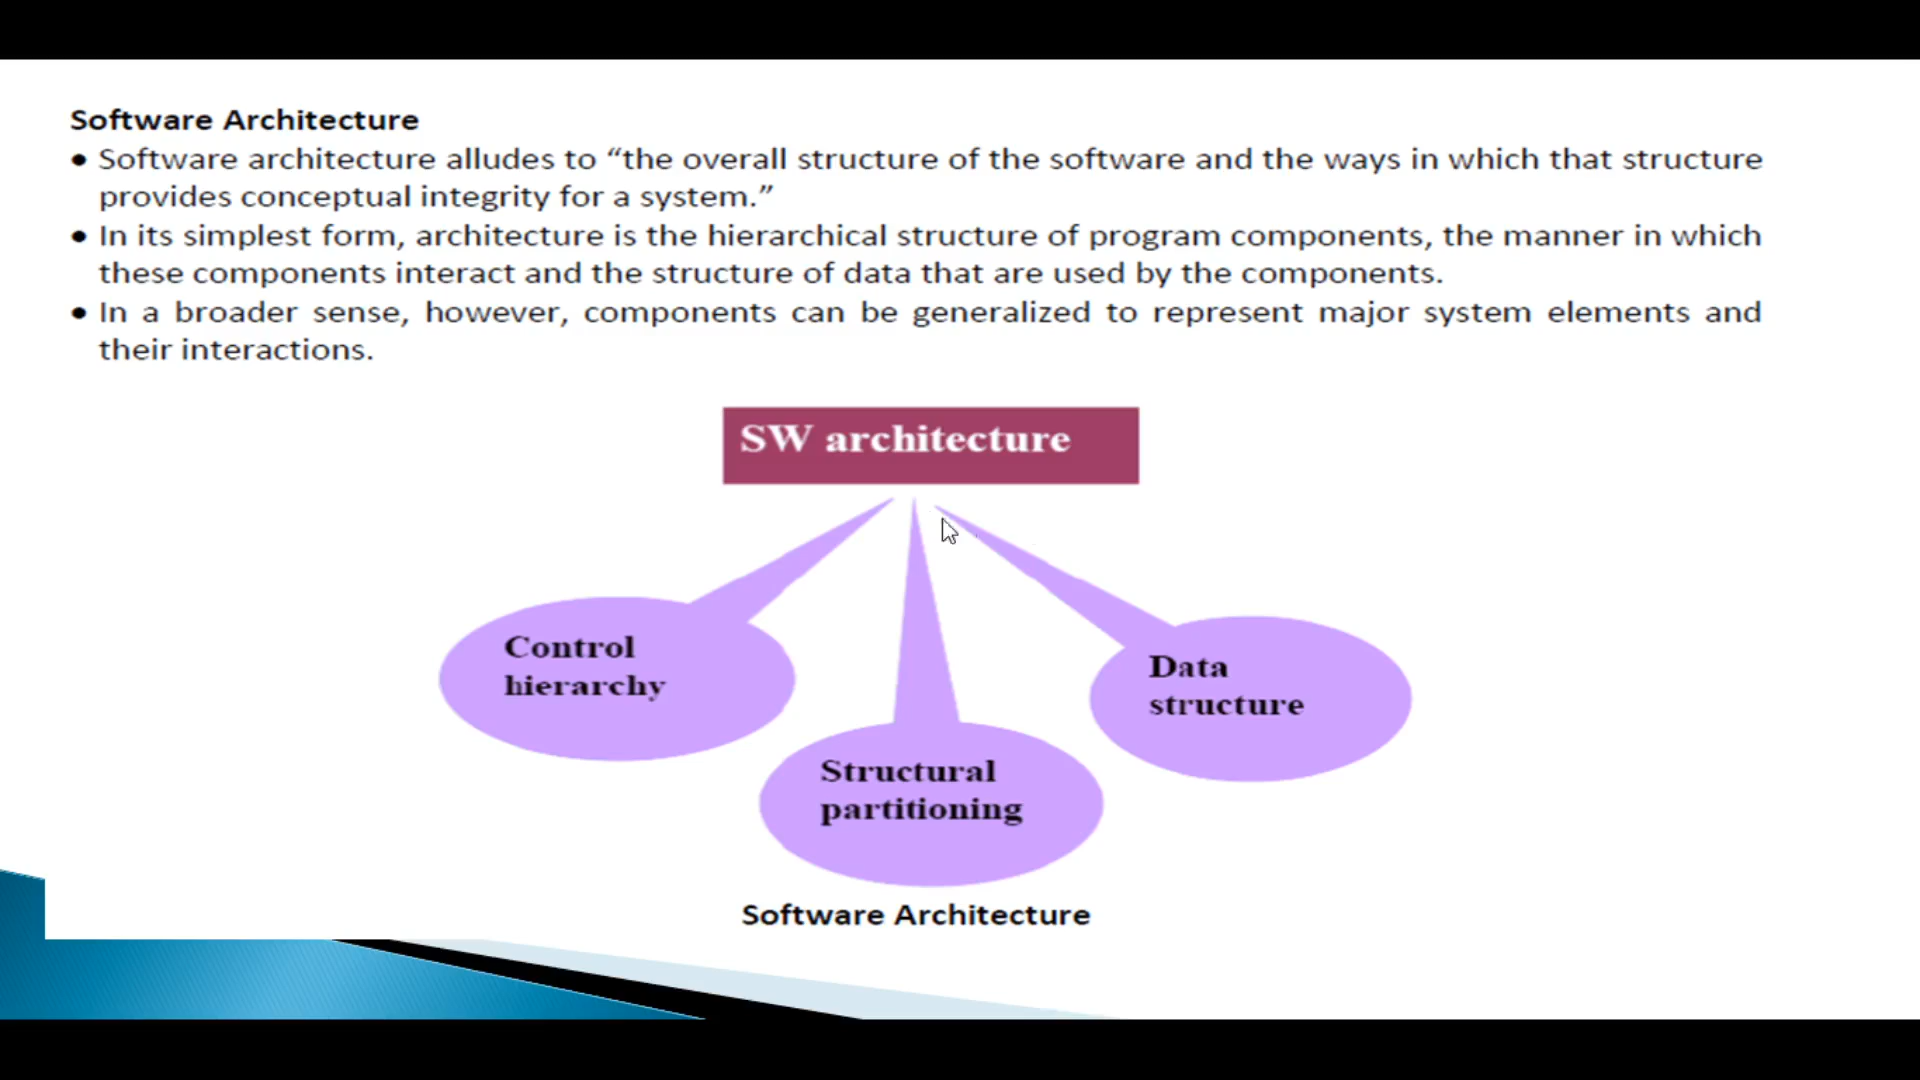 Software Architecture
● Software architecture alludes to “the overall structure of the software and the ways in which that structure
provides conceptual integrity for a system.”
● In its simplest form, architecture is the hierarchical structure of program components, the manner in which
these components interact and the structure of data that are used by the components.
● In a broader sense, however, components can be generalized to represent major system elements and
their interactions.
SW architecture
Control
hierarchy
Data
structure
Structural
partitioning
Software Architecture